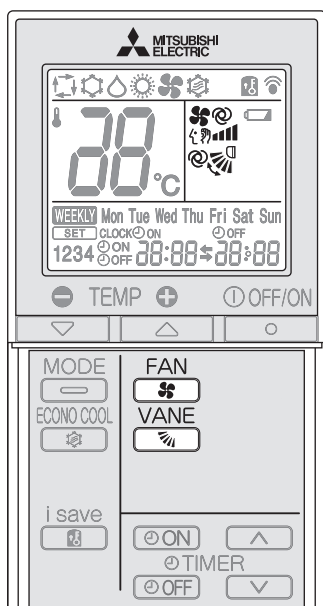 MITSUBISHI
ELECTRIC
88°C
WEEKLY Mon Tue Wed Thu Fri Sat Sun
SET CLOCK ON OFF
1234 ON OFF 88:88 88:88
TEMP OFF/ON
MODE FAN
ECONO COOL VANE
i save
ON
TIMER
OFF